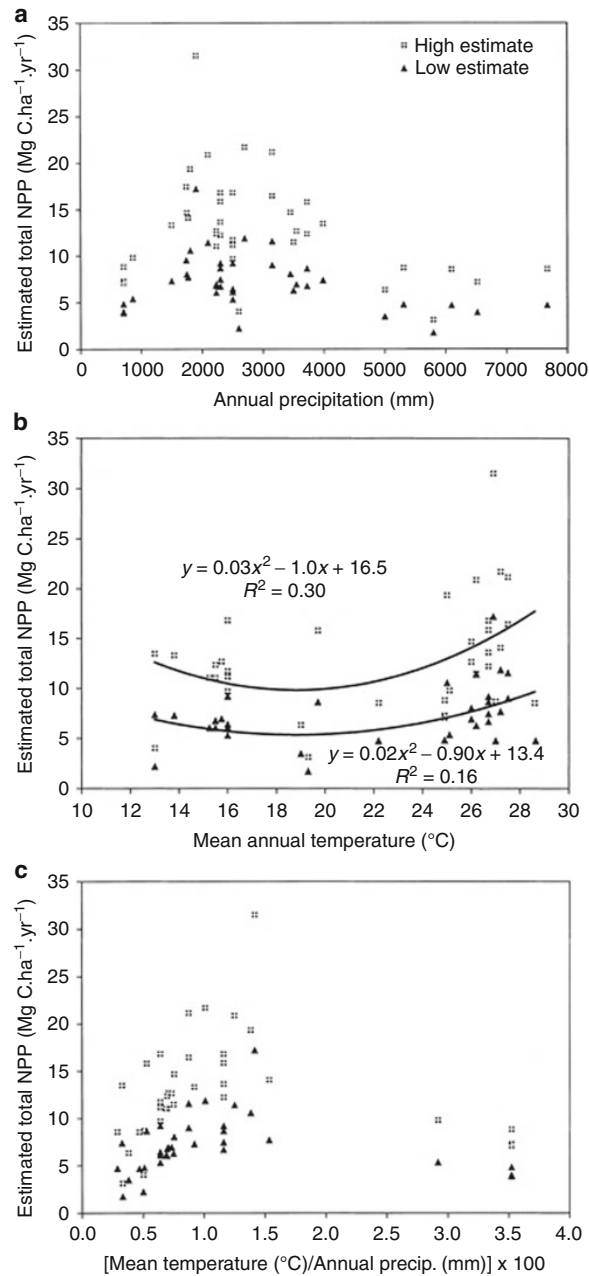 a
35
30
25
20
15
10
5
0
Estimated total NPP (Mg C.ha⁻¹.yr⁻¹)
High estimate
Low estimate
0 1000 2000 3000 4000 5000 6000 7000 8000
Annual precipitation (mm)
b
35
30
25
20
15
10
5
0
Estimated total NPP (Mg C.ha⁻¹.yr⁻¹)
y = 0.03x² – 1.0x + 16.5
R² = 0.30
y = 0.02x² – 0.90x + 13.4
R² = 0.16
10 12 14 16 18 20 22 24 26 28 30
Mean annual temperature (°C)
c
35
30
25
20
15
10
5
0
Estimated total NPP (Mg C.ha⁻¹.yr⁻¹)
0.0 0.5 1.0 1.5 2.0 2.5 3.0 3.5 4.0
[Mean temperature (°C)/Annual precip. (mm)] x 100